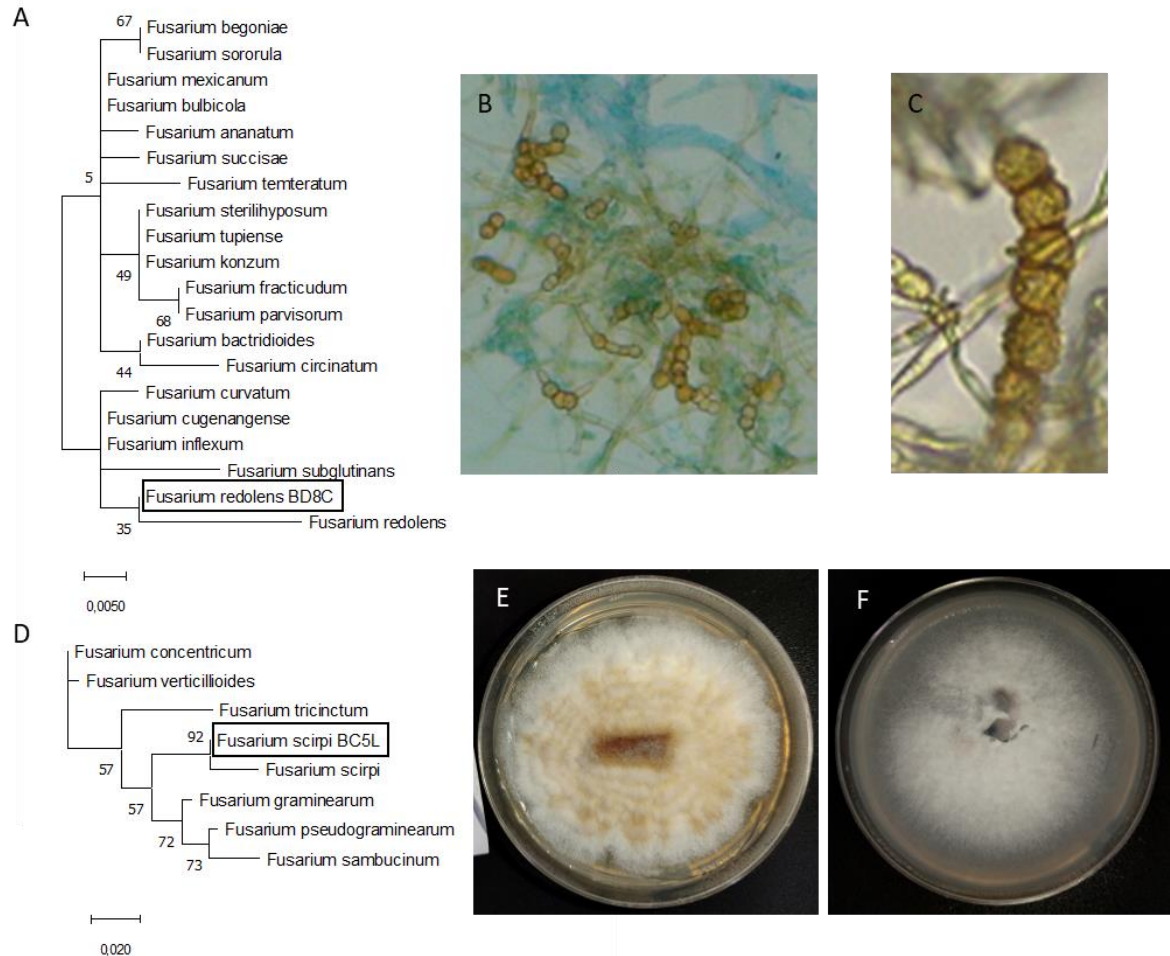 A
67
Fusarium begoniae
Fusarium sororula
Fusarium mexicanum
Fusarium bulbicola
Fusarium ananatum
Fusarium succisae
5
Fusarium temteratum
Fusarium sterilihyposum
Fusarium tupiense
Fusarium konzum
49
Fusarium fracticudum
Fusarium parvisorum
68
Fusarium bactridioides
Fusarium circinatum
44
Fusarium curvatum
Fusarium cugenangense
Fusarium inflexum
Fusarium subglutinans
Fusarium redolens BD8C
Fusarium redolens
35
0,0050
B
C
D
Fusarium concentricum
Fusarium verticillioides
Fusarium tricinctum
92
Fusarium scirpi BC5L
Fusarium scirpi
57
Fusarium graminearum
57
Fusarium pseudograminearum
72
Fusarium sambucinum
73
0,020
E
F